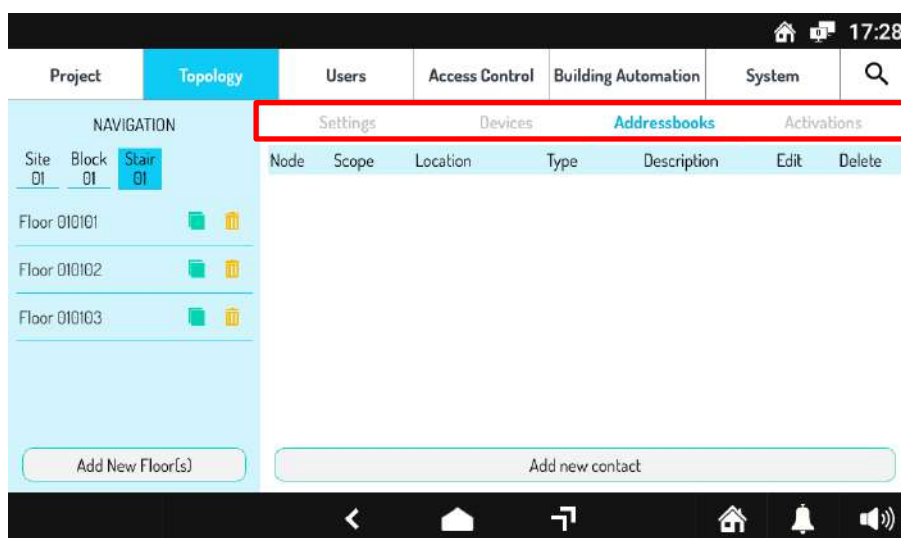 17:28
Project Topology Users Access Control Building Automation System
NAVIGATION
Settings Devices Addressbooks Activations
Site Block Stair
01 01 01
Node Scope Location Type Description Edit Delete
Floor 010101
Floor 010102
Floor 010103
Add New Floor(s)
Add new contact